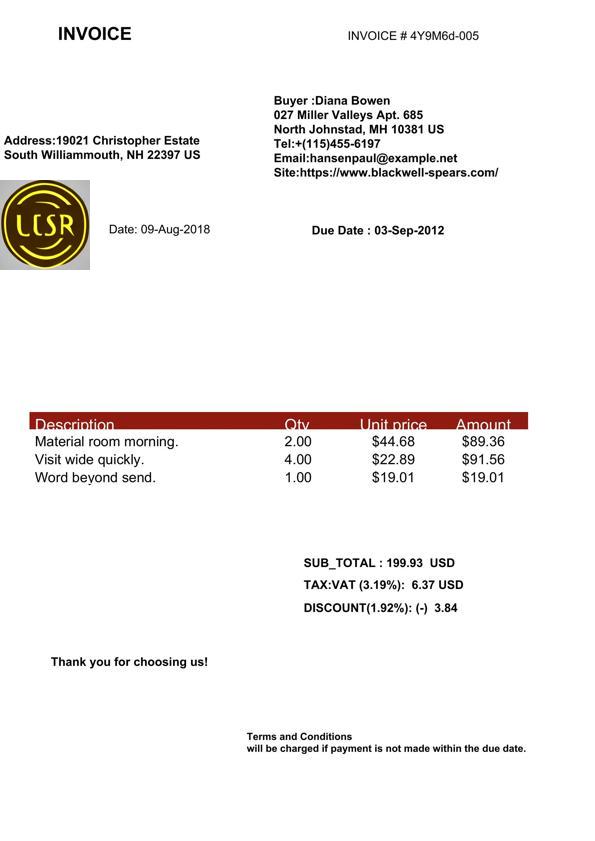 INVOICE
INVOICE # 4Y9M6d-005
Buyer :Diana Bowen
027 Miller Valleys Apt. 685
North Johnstad, MH 10381 US
Tel:+(115)455-6197
Email:hansenpaul@example.net
Site:https://www.blackwell-spears.com/
Address:19021 Christopher Estate
South Williammouth, NH 22397 US
LCSR
Date: 09-Aug-2018
Due Date : 03-Sep-2012
Description Qty Unit price Amount
Material room morning. 2.00 $44.68 $89.36
Visit wide quickly. 4.00 $22.89 $91.56
Word beyond send. 1.00 $19.01 $19.01
SUB_TOTAL : 199.93 USD
TAX:VAT (3.19%): 6.37 USD
DISCOUNT(1.92%): (-) 3.84
Thank you for choosing us!
Terms and Conditions
will be charged if payment is not made within the due date.